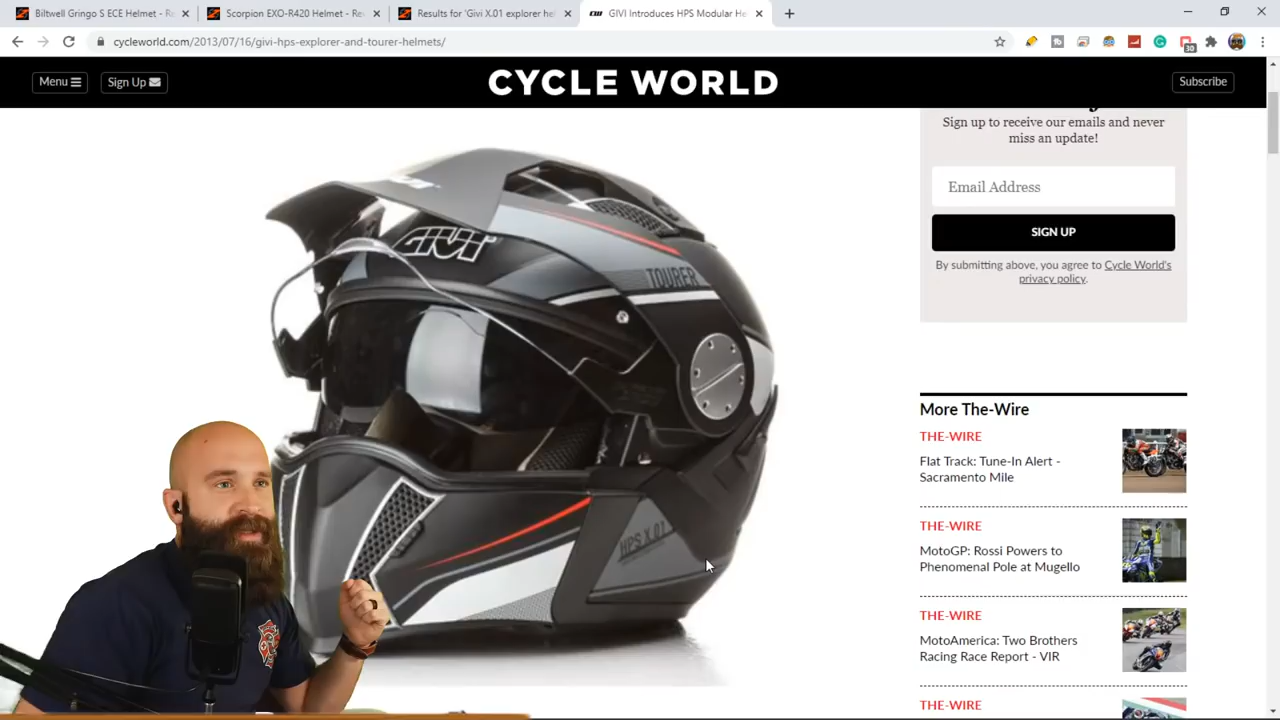 Biltwell Gringo S ECE Helmet - Re
Scorpion EXO-R420 Helmet - Rev
Results for 'Givi X.01 explorer hel
CW GIVI Introduces HPS Modular He
cycleworld.com/2013/07/16/givi-hps-explorer-and-tourer-helmets/
30
Menu
Sign Up
CYCLE WORLD
Subscribe
Sign up to receive our emails and never
miss an update!
Email Address
SIGN UP
By submitting above, you agree to Cycle World's
privacy policy.
GIVI
TOURER
HPS X.01
More The-Wire
THE-WIRE
Flat Track: Tune-In Alert -
Sacramento Mile
THE-WIRE
MotoGP: Rossi Powers to
Phenomenal Pole at Mugello
THE-WIRE
MotoAmerica: Two Brothers
Racing Race Report - VIR
THE-WIRE